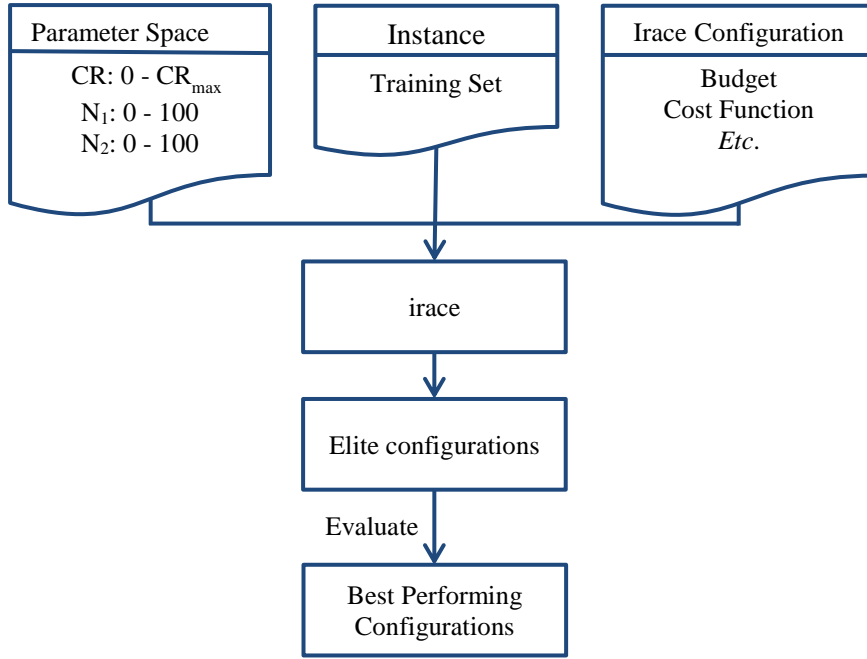 Parameter Space
CR: 0 - CRmax
N₁: 0 - 100
N₂: 0 - 100
Instance
Training Set
Irace Configuration
Budget
Cost Function
Etc.
irace
Elite configurations
Evaluate
Best Performing
Configurations